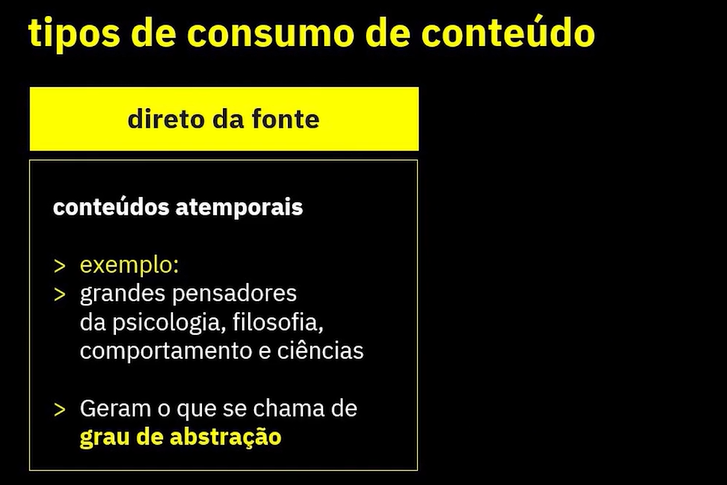 tipos de consumo de conteúdo
direto da fonte
conteúdos atemporais
> exemplo:
> grandes pensadores
da psicologia, filosofia,
comportamento e ciências
> Geram o que se chama de
grau de abstração